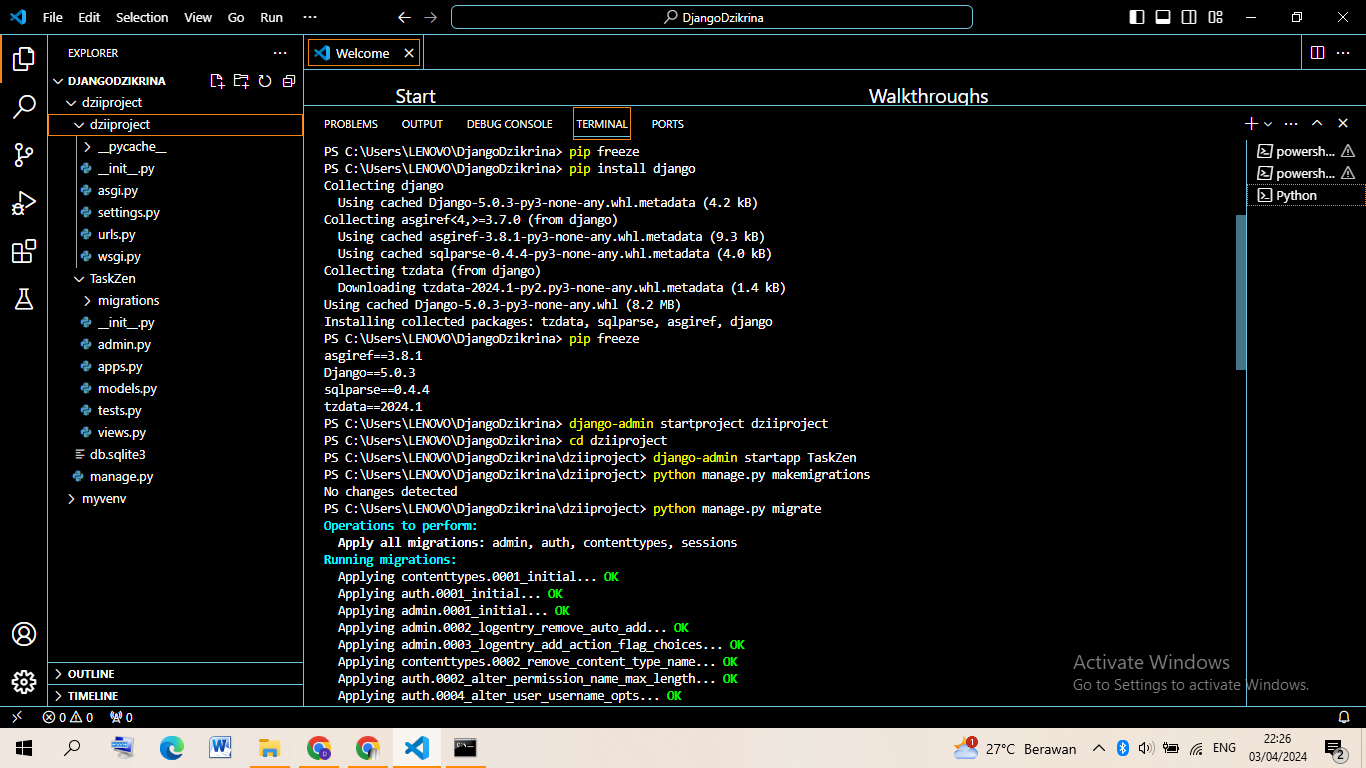 File Edit Selection View Go Run ··· DjangoDzikrina
EXPLORER ···
DJANGODZIKRINA
dziiproject
dziiproject
__pycache__
__init__.py
asgi.py
settings.py
urls.py
wsgi.py
TaskZen
migrations
__init__.py
admin.py
apps.py
models.py
tests.py
views.py
db.sqlite3
manage.py
myvenv
OUTLINE
TIMELINE
Welcome
Start Walkthroughs
PROBLEMS OUTPUT DEBUG CONSOLE TERMINAL PORTS
PS C:\Users\LENOVO\DjangoDzikrina> pip freeze
PS C:\Users\LENOVO\DjangoDzikrina> pip install django
Collecting django
Using cached Django-5.0.3-py3-none-any.whl.metadata (4.2 kB)
Collecting asgiref<4,>=3.7.0 (from django)
Using cached asgiref-3.8.1-py3-none-any.whl.metadata (9.3 kB)
Using cached sqlparse-0.4.4-py3-none-any.whl.metadata (4.0 kB)
Collecting tzdata (from django)
Downloading tzdata-2024.1-py2.py3-none-any.whl.metadata (1.4 kB)
Using cached Django-5.0.3-py3-none-any.whl (8.2 MB)
Installing collected packages: tzdata, sqlparse, asgiref, django
PS C:\Users\LENOVO\DjangoDzikrina> pip freeze
asgiref==3.8.1
Django==5.0.3
sqlparse==0.4.4
tzdata==2024.1
PS C:\Users\LENOVO\DjangoDzikrina> django-admin startproject dziiproject
PS C:\Users\LENOVO\DjangoDzikrina> cd dziiproject
PS C:\Users\LENOVO\DjangoDzikrina\dziiproject> django-admin startapp TaskZen
PS C:\Users\LENOVO\DjangoDzikrina\dziiproject> python manage.py makemigrations
No changes detected
PS C:\Users\LENOVO\DjangoDzikrina\dziiproject> python manage.py migrate
Operations to perform:
Apply all migrations: admin, auth, contenttypes, sessions
Running migrations:
Applying contenttypes.0001_initial... OK
Applying auth.0001_initial... OK
Applying admin.0001_initial... OK
Applying admin.0002_logentry_remove_auto_add... OK
Applying admin.0003_logentry_add_action_flag_choices... OK
Applying contenttypes.0002_remove_content_type_name... OK
Applying auth.0002_alter_permission_name_max_length... OK
Applying auth.0004_alter_user_username_opts... OK
powersh...
powersh...
Python
Activate Windows
Go to Settings to activate Windows.
0 0 0
27°C Berawan ENG 22:26
03/04/2024
1
2